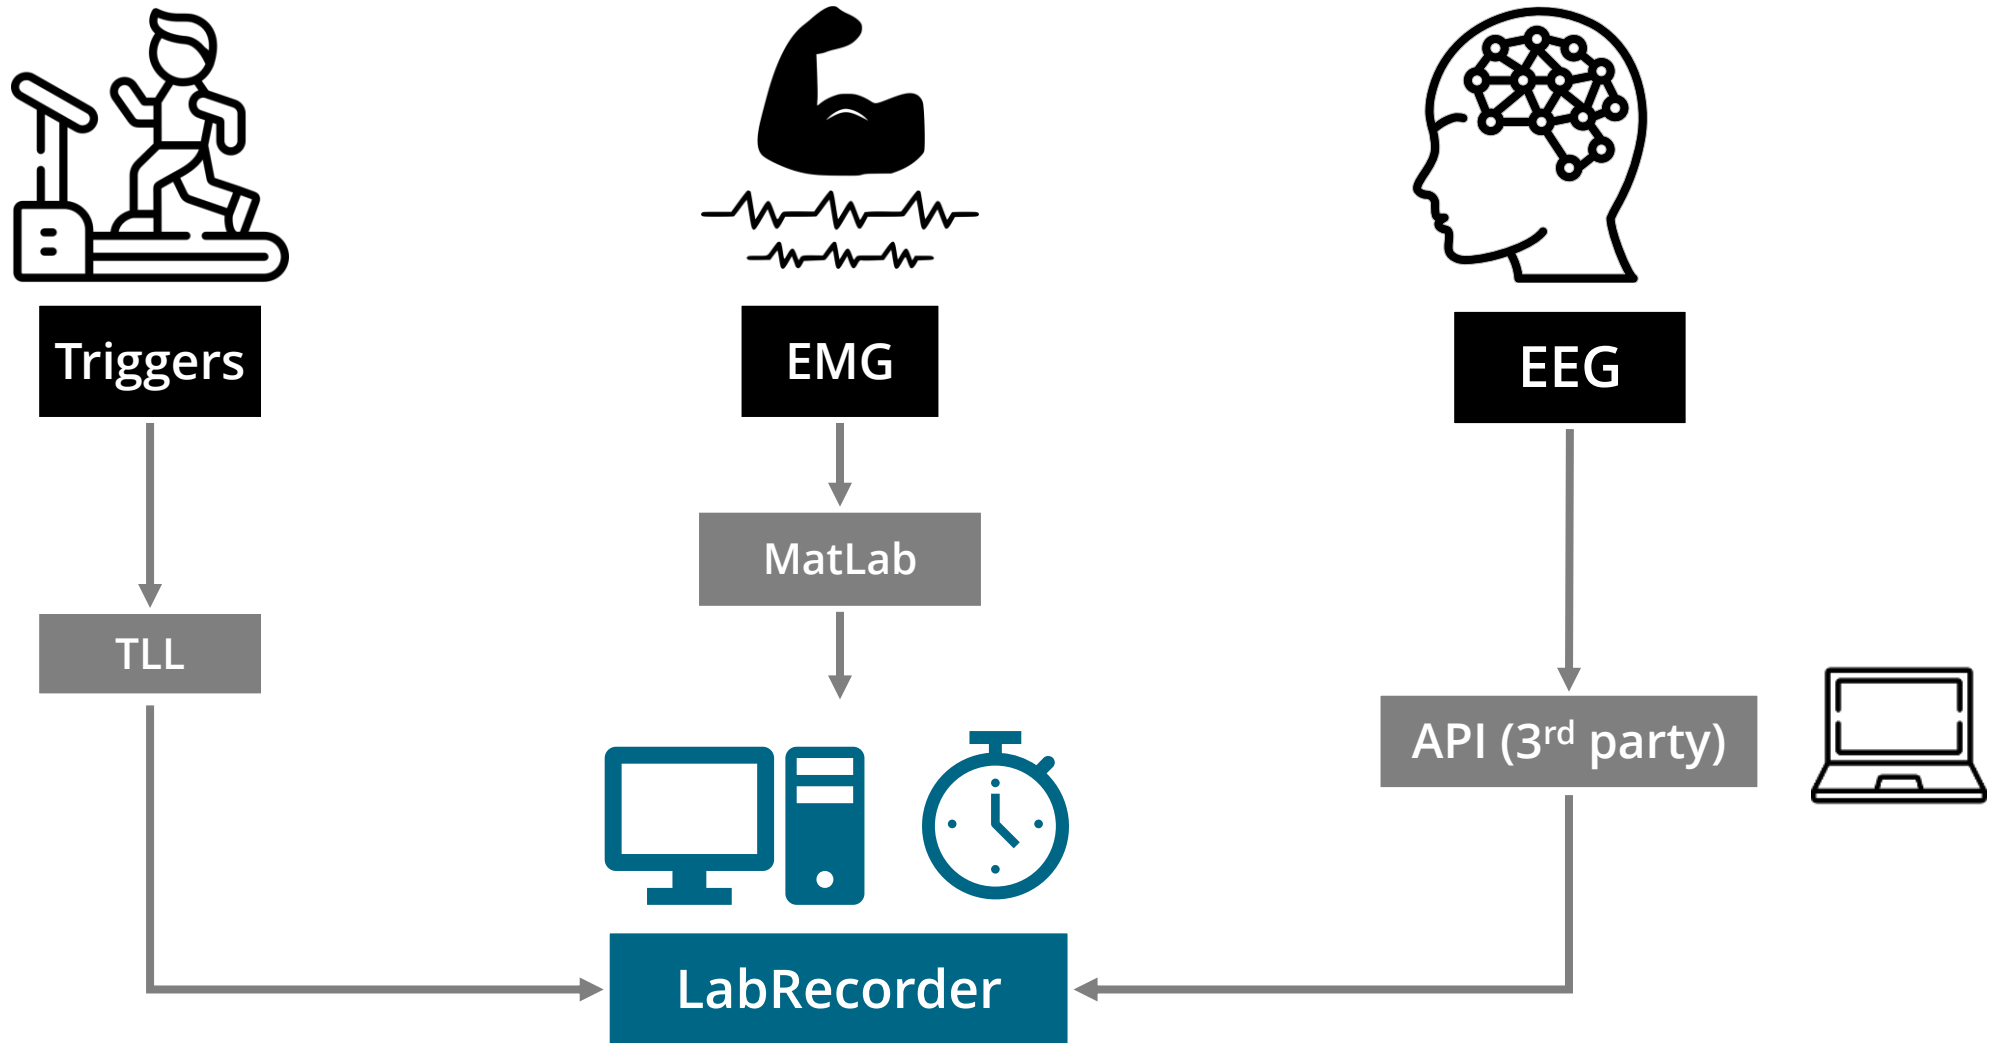 Triggers
EMG
EEG
MatLab
TLL
API (3rd party)
LabRecorder